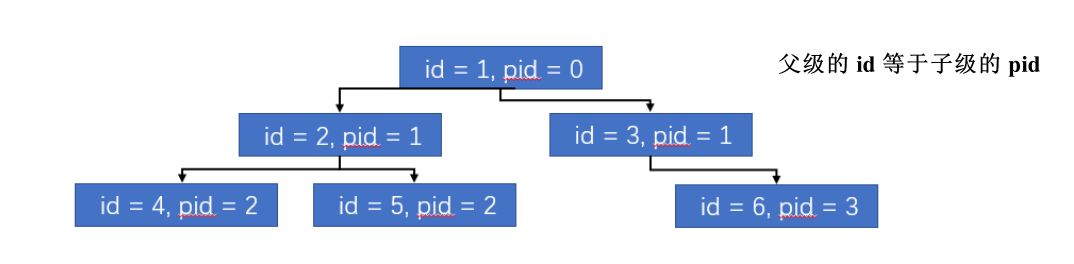 id = 1, pid = 0
父级的 id 等于子级的 pid
id = 2, pid = 1
id = 3, pid = 1
id = 4, pid = 2
id = 5, pid = 2
id = 6, pid = 3